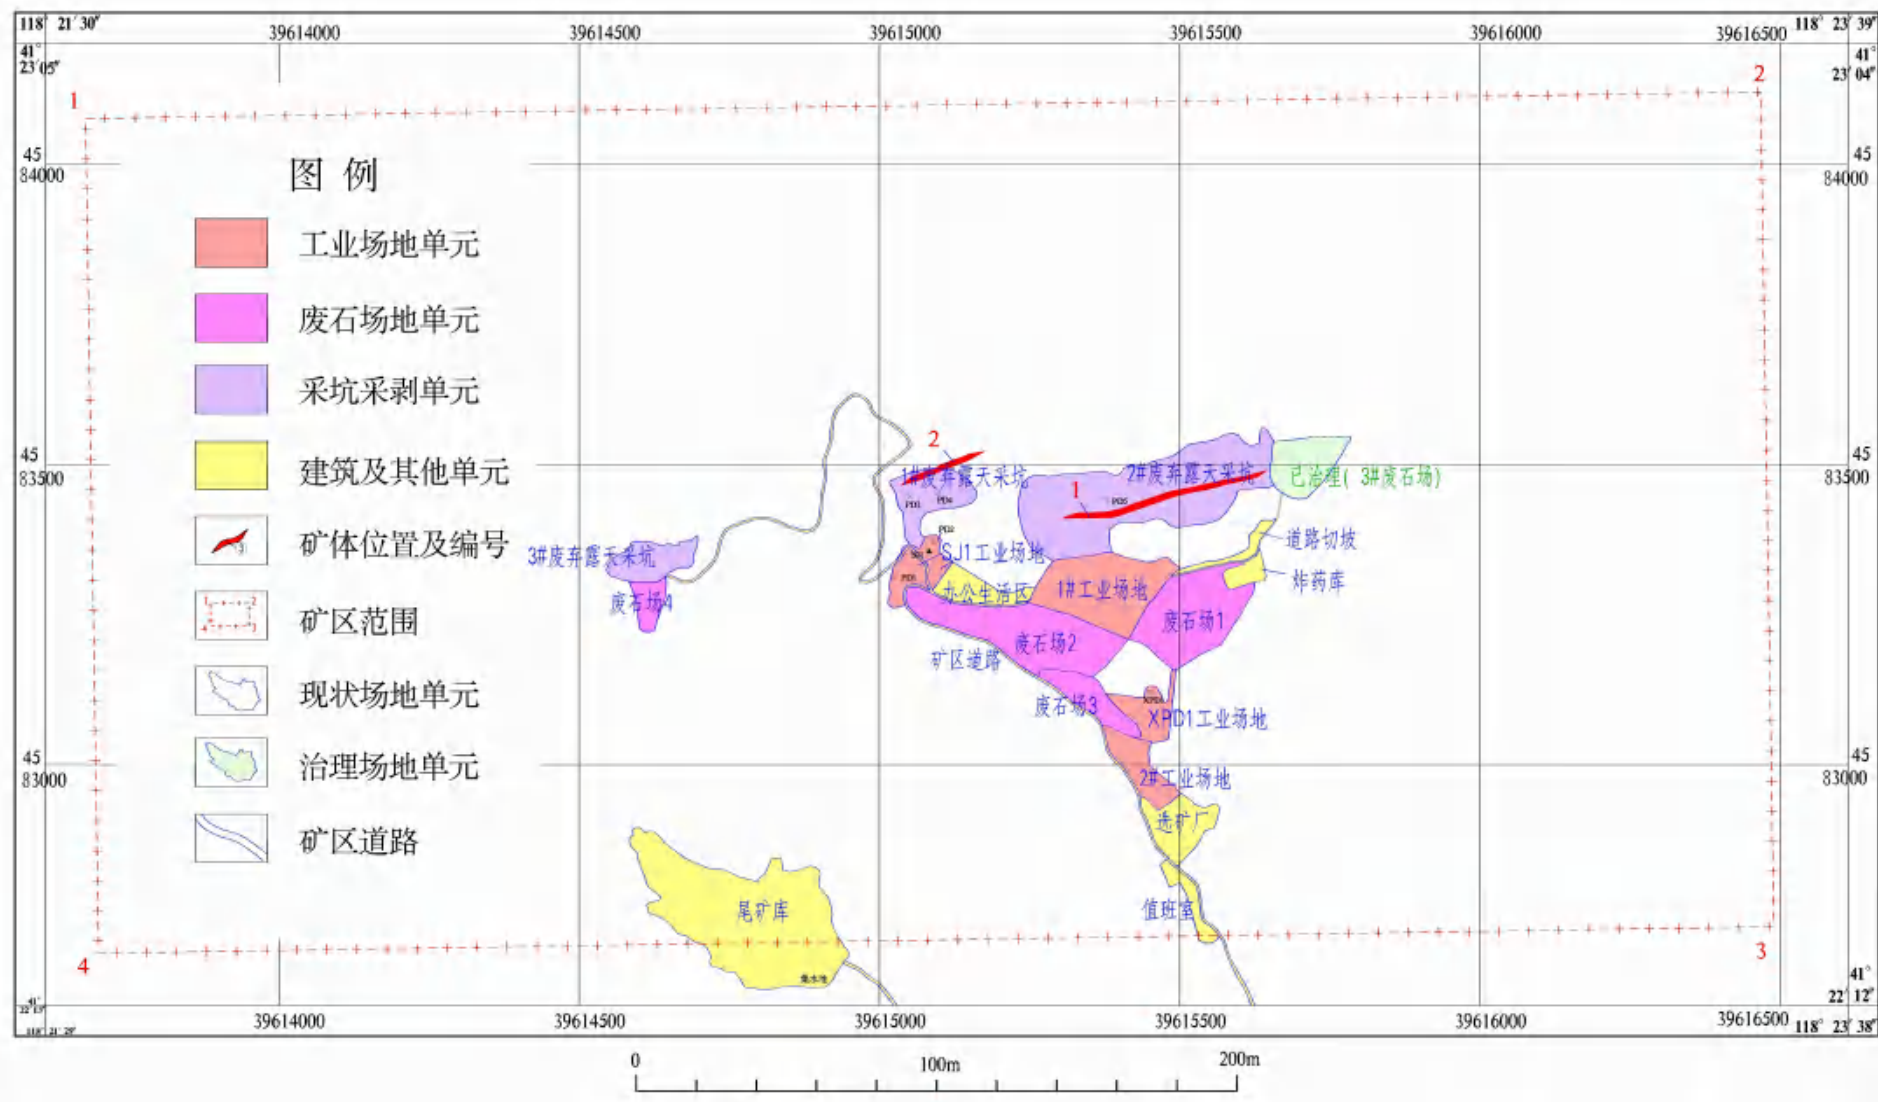 118° 21′30″
39614000
39614500
39615000
39615500
39616000
39616500
118° 23′39″
41°
23′05″
41°
23′04″
1
2
45
84000
45
84000
图 例
工业场地单元
废石场地单元
采坑采剥单元
建筑及其他单元
矿体位置及编号
矿区范围
1
2
3
4
现状场地单元
治理场地单元
矿区道路
45
83500
45
83500
2
1#废弃露天采坑
PD4
2#废弃露天采坑
1
已治理( 3#废石场)
PD2
道路切坡
3#废弃露天采坑
SJ1工业场地
炸药库
废石场4
办公生活区
1#工业场地
废石场1
废石场2
矿区道路
废石场3
XPD1工业场地
45
83000
45
83000
2#工业场地
选矿厂
尾矿库
值班室
4
3
41°
22′12″
39614000
39614500
39615000
39615500
39616000
39616500
118° 23′38″
0
100m
200m